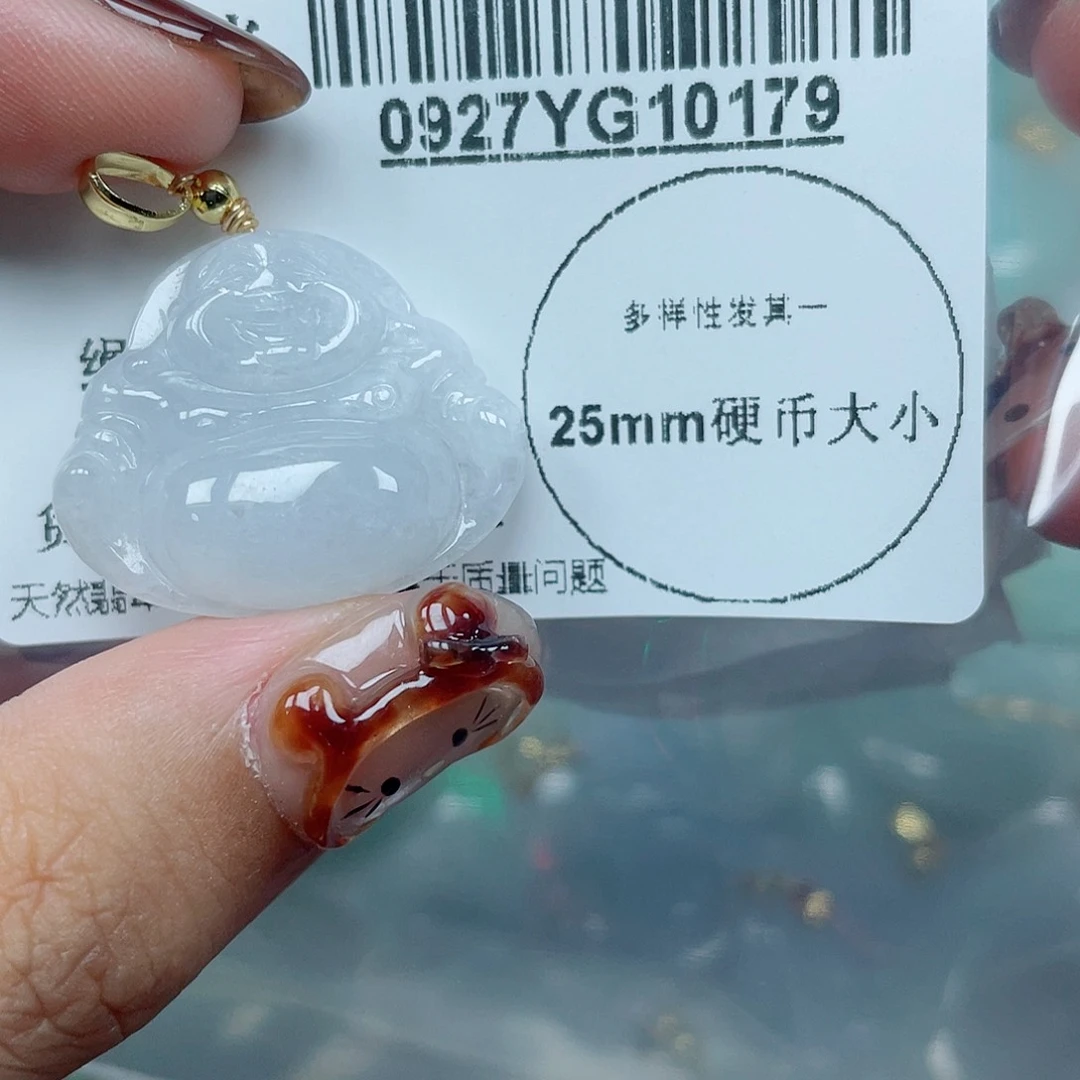 0927YG10179
多样性发其一
25mm硬币大小
天然翡
质量问题